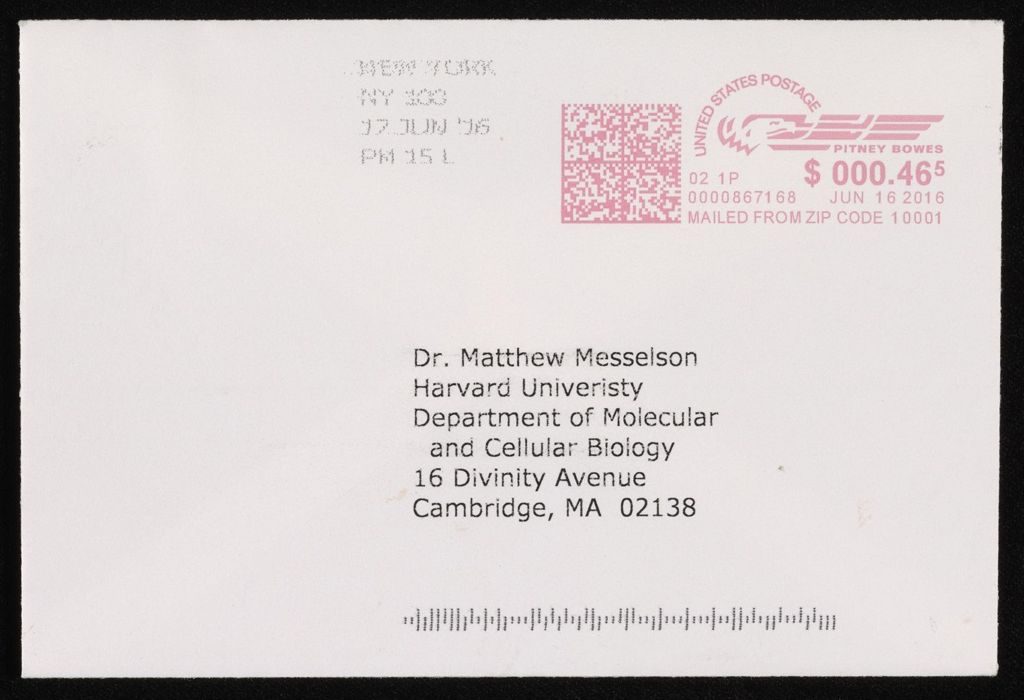 NEW YORK
NY 100
17 JUN '16
PM 15 L
UNITED STATES POSTAGE
PITNEY BOWES
02 1P
$ 000.465
0000867168 JUN 16 2016
MAILED FROM ZIP CODE 10001
Dr. Matthew Messelson
Harvard Univeristy
Department of Molecular
and Cellular Biology
16 Divinity Avenue
Cambridge, MA 02138